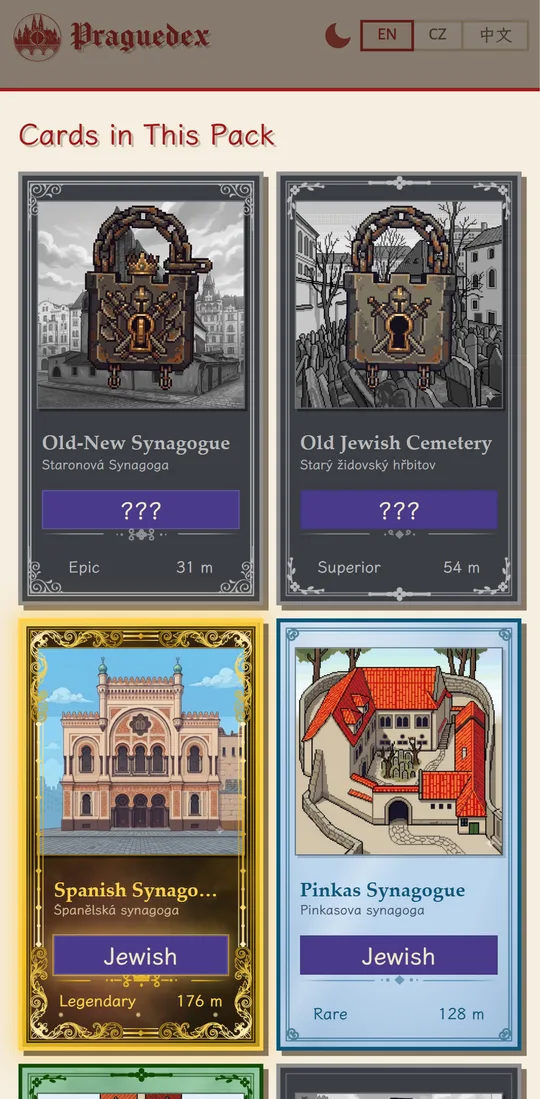 Praguedex
EN CZ 中文
Cards in This Pack
Old-New Synagogue
Staronová Synagoga
???
Epic 31 m
Old Jewish Cemetery
Starý židovský hřbitov
???
Superior 54 m
Spanish Synago...
Španělská synagoga
Jewish
Legendary 176 m
Pinkas Synagogue
Pinkasova synagoga
Jewish
Rare 128 m